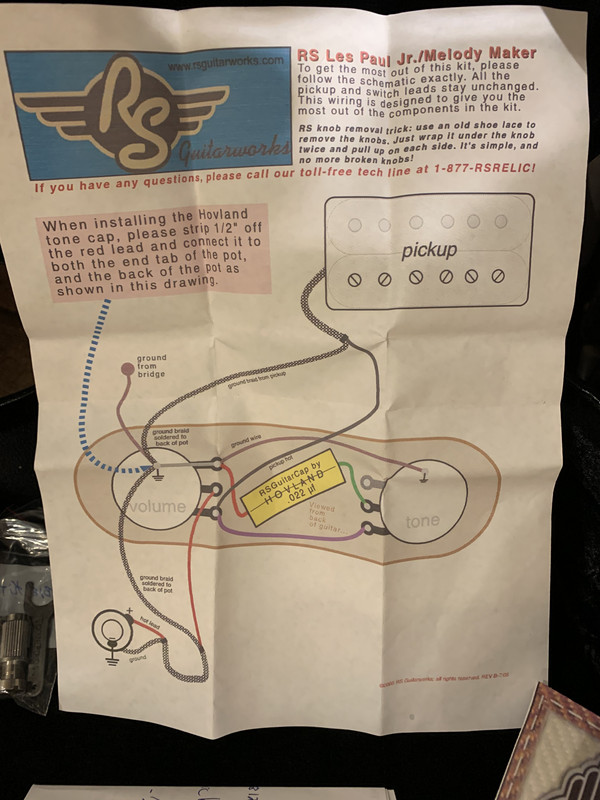 www.rsguitarworks.com
RS
Guitarworks
RS Les Paul Jr./Melody Maker
To get the most out of this kit, please
follow the schematic exactly. All the
pickup and switch leads stay unchanged.
This wiring is designed to give you the
most out of the components in the kit.
RS knob removal trick: use an old shoe lace to
remove the knobs. Just wrap it under the knob
twice and pull up on each side. It's simple, and
no more broken knobs!
If you have any questions, please call our toll-free tech line at 1-877-RSRELIC!
When installing the Hovland
tone cap, please strip 1/2" off
the red lead and connect it to
both the end tab of the pot,
and the back of the pot as
shown in this drawing.
pickup
ground
from
bridge
ground braid from pickup
ground braid
soldered to
back of pot
ground wire
pickup hot
RSGuitarCap by
HOVLAND
.022 µf
viewed
from
back
of guitar...
volume
tone
ground braid
soldered to
back of pot
+
hot lead
ground
RS Guitarworks, all rights reserved. REV B-7-05